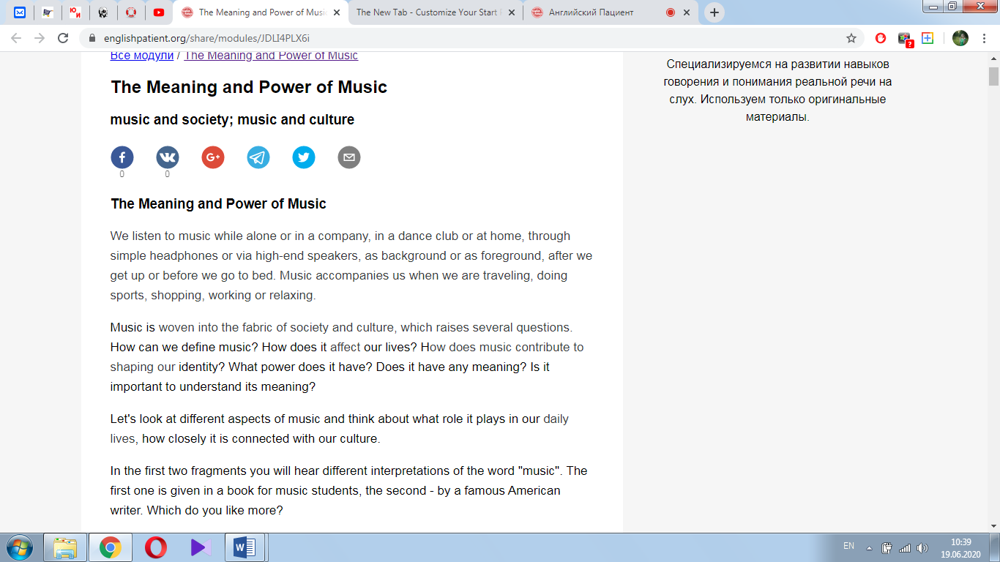 The Meaning and Power of Musi
The New Tab - Customize Your Start
Английский Пациент
englishpatient.org/share/modules/JDLI4PLX6i
Все модули / The Meaning and Power of Music
The Meaning and Power of Music
music and society; music and culture
0
0
The Meaning and Power of Music
We listen to music while alone or in a company, in a dance club or at home, through
simple headphones or via high-end speakers, as background or as foreground, after we
get up or before we go to bed. Music accompanies us when we are traveling, doing
sports, shopping, working or relaxing.
Music is woven into the fabric of society and culture, which raises several questions.
How can we define music? How does it affect our lives? How does music contribute to
shaping our identity? What power does it have? Does it have any meaning? Is it
important to understand its meaning?
Let's look at different aspects of music and think about what role it plays in our daily
lives, how closely it is connected with our culture.
In the first two fragments you will hear different interpretations of the word "music". The
first one is given in a book for music students, the second - by a famous American
writer. Which do you like more?
Специализируемся на развитии навыков
говорения и понимания реальной речи на
слух. Используем только оригинальные
материалы.
EN
10:39
19.06.2020